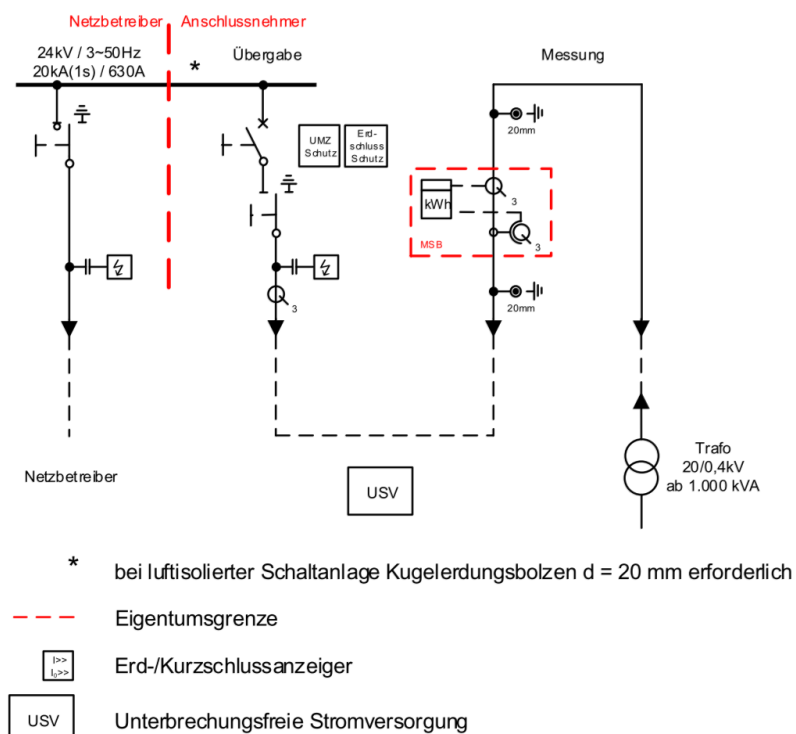 Netzbetreiber
Anschlussnehmer
24kV / 3~50Hz
20kA(1s) / 630A
*
Übergabe
Messung
UMZ
Schutz
Erd-
schluss
Schutz
20mm
kWh
3
3
MSB
20mm
3
Netzbetreiber
USV
Trafo
20/0,4kV
ab 1.000 kVA
* bei luftisolierter Schaltanlage Kugelerdungsbolzen d = 20 mm erforderlich
Eigentumsgrenze
I>>
I₀>>
Erd-/Kurzschlussanzeiger
USV
Unterbrechungsfreie Stromversorgung